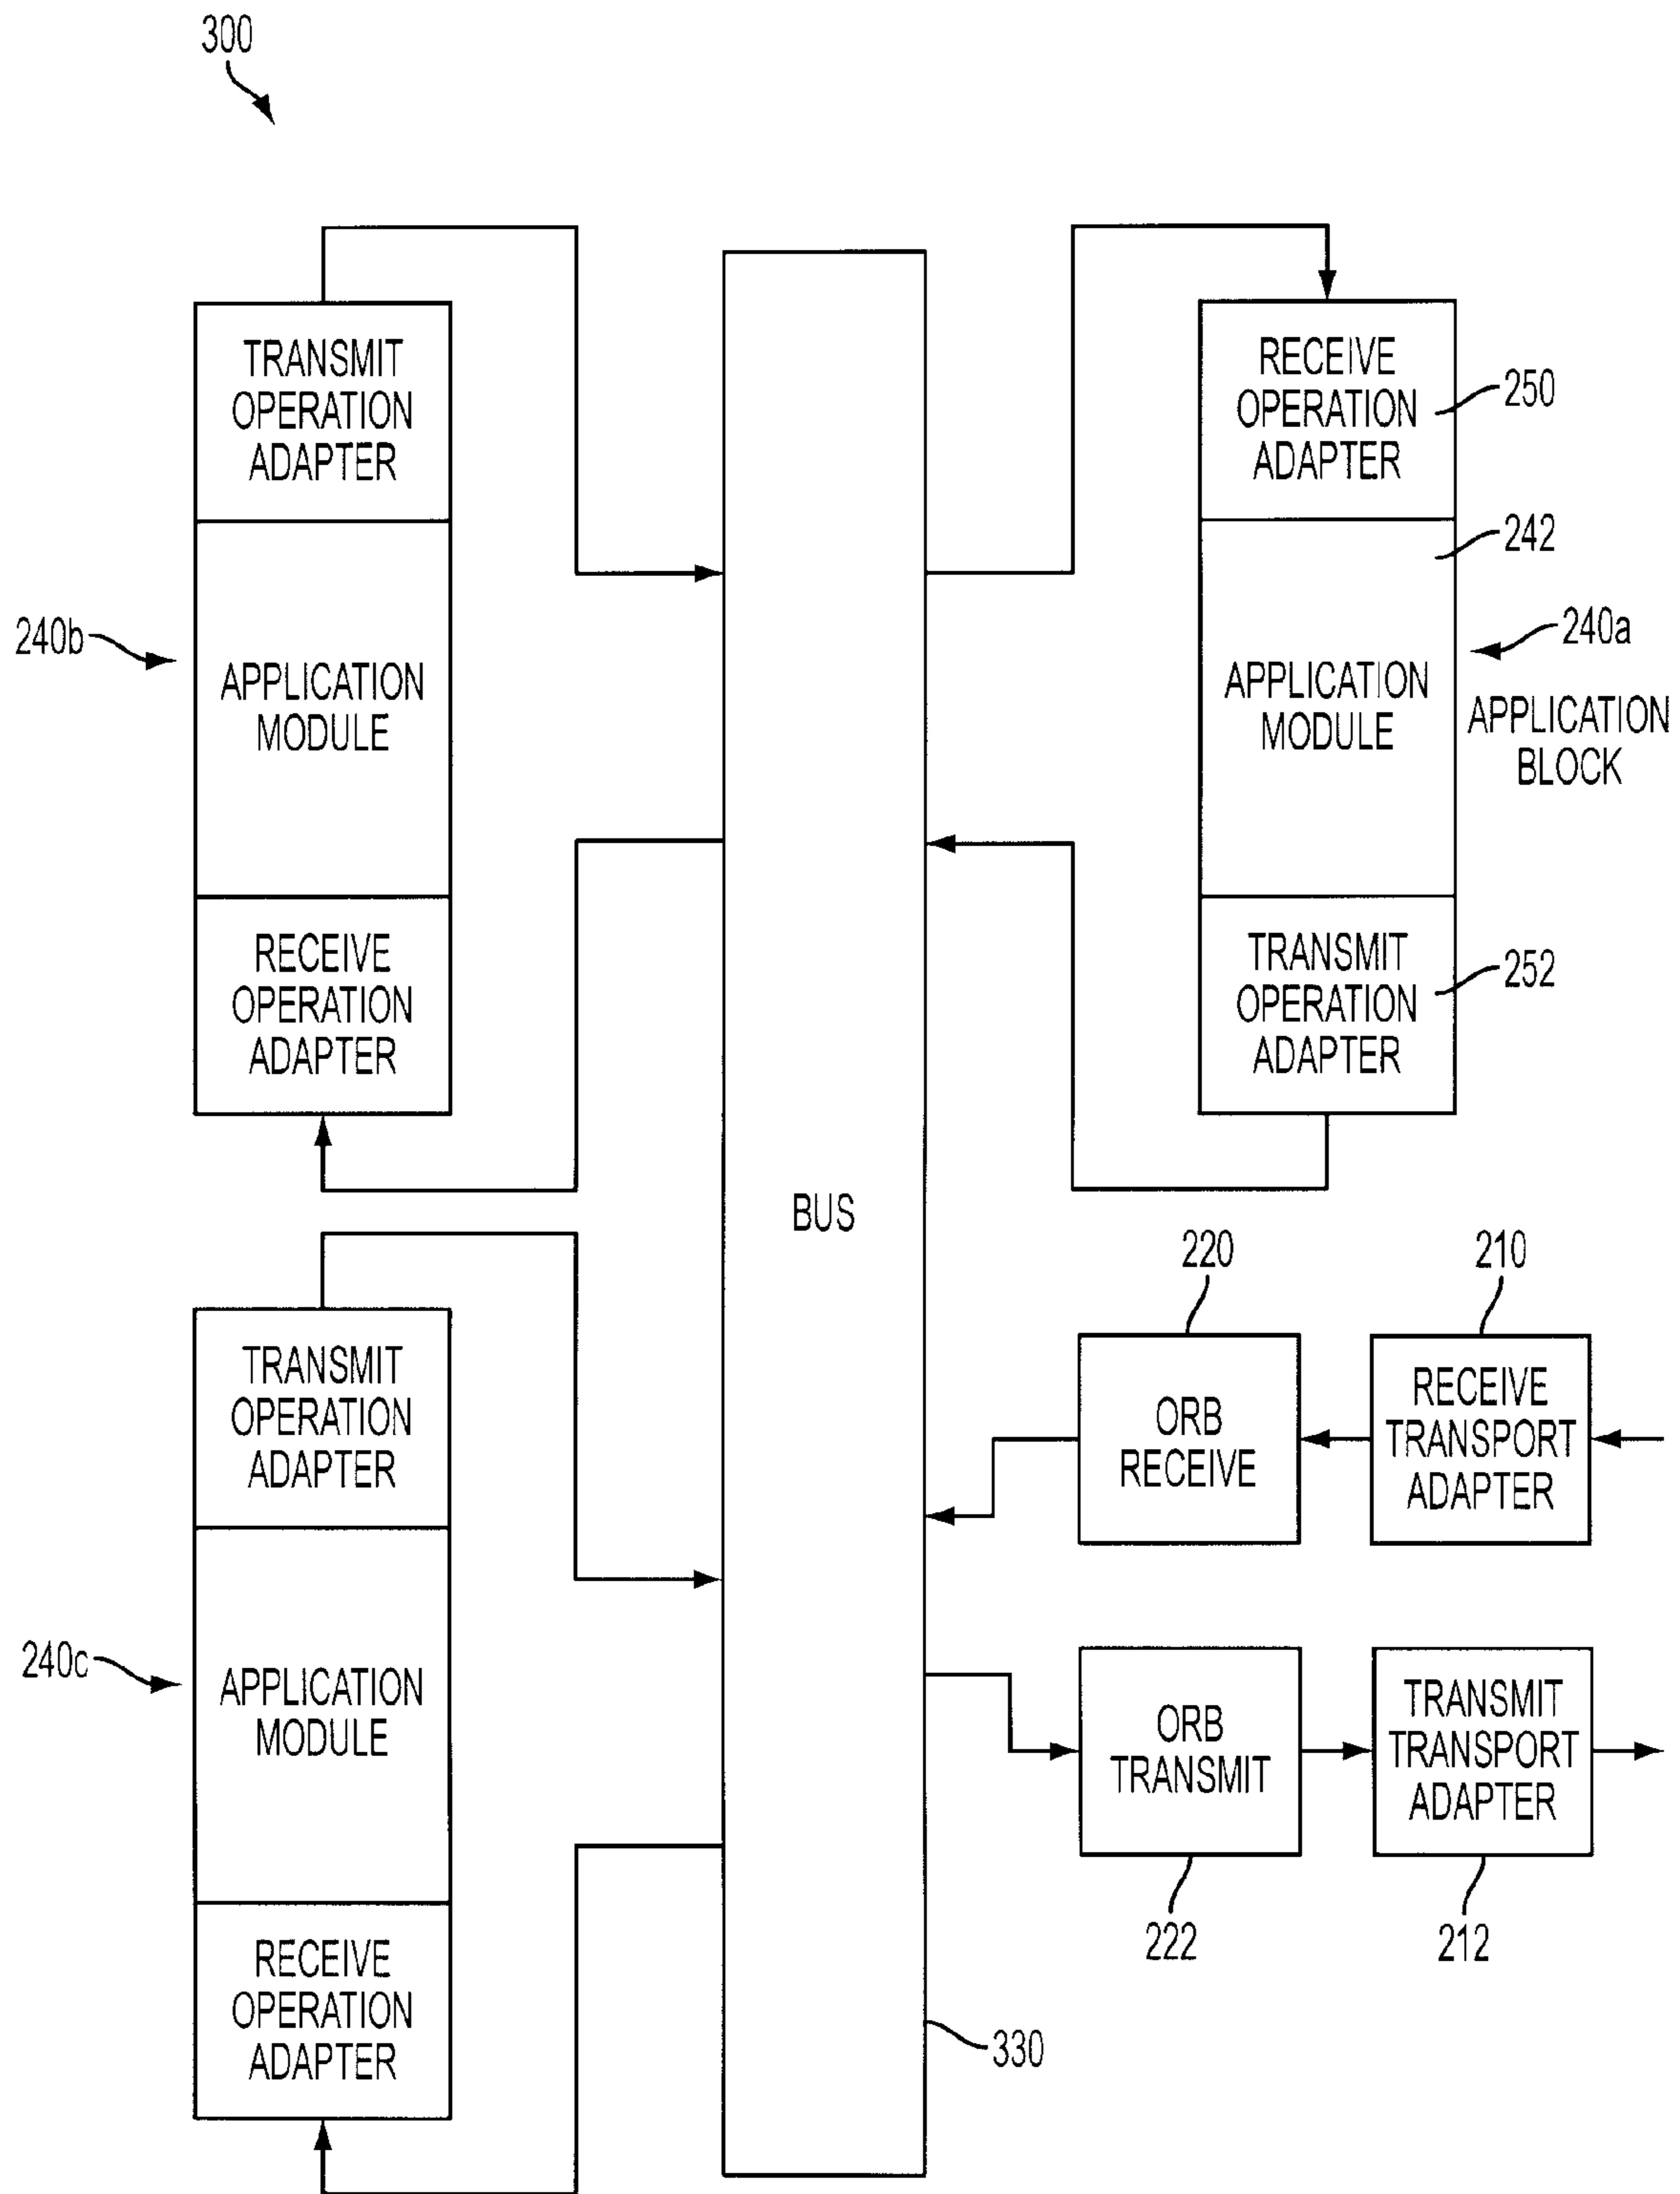 300
TRANSMIT
OPERATION
ADAPTER
APPLICATION
MODULE
RECEIVE
OPERATION
ADAPTER
240b
TRANSMIT
OPERATION
ADAPTER
APPLICATION
MODULE
RECEIVE
OPERATION
ADAPTER
240c
BUS
330
RECEIVE
OPERATION
ADAPTER
250
242
APPLICATION
MODULE
240a
APPLICATION
BLOCK
TRANSMIT
OPERATION
ADAPTER
252
220
ORB
RECEIVE
210
RECEIVE
TRANSPORT
ADAPTER
ORB
TRANSMIT
222
TRANSMIT
TRANSPORT
ADAPTER
212